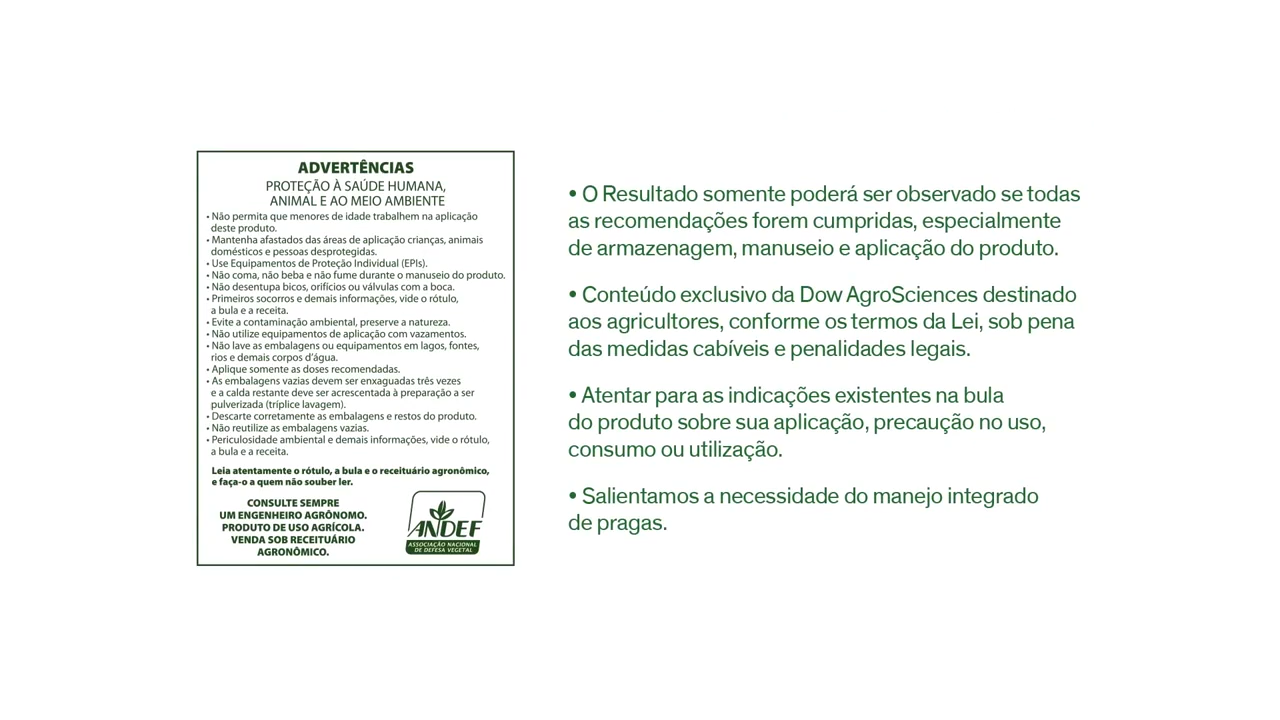 ADVERTÊNCIAS
PROTEÇÃO À SAÚDE HUMANA,
ANIMAL E AO MEIO AMBIENTE
• Não permita que menores de idade trabalhem na aplicação
deste produto.
• Mantenha afastados das áreas de aplicação crianças, animais
domésticos e pessoas desprotegidas.
• Use Equipamentos de Proteção Individual (EPIs).
• Não coma, não beba e não fume durante o manuseio do produto.
• Não desentupa bicos, orifícios ou válvulas com a boca.
• Primeiros socorros e demais informações, vide o rótulo,
a bula e a receita.
• Evite a contaminação ambiental, preserve a natureza.
• Não utilize equipamentos de aplicação com vazamentos.
• Não lave as embalagens ou equipamentos em lagos, fontes,
rios e demais corpos d’água.
• Aplique somente as doses recomendadas.
• As embalagens vazias devem ser enxaguadas três vezes
e a calda restante deve ser acrescentada à preparação a ser
pulverizada (tríplice lavagem).
• Descarte corretamente as embalagens e restos do produto.
• Não reutilize as embalagens vazias.
• Periculosidade ambiental e demais informações, vide o rótulo,
a bula e a receita.
Leia atentamente o rótulo, a bula e o receituário agronômico,
e faça-o a quem não souber ler.
CONSULTE SEMPRE
UM ENGENHEIRO AGRÔNOMO.
PRODUTO DE USO AGRÍCOLA.
VENDA SOB RECEITUÁRIO
AGRONÔMICO.
ANDEF
ASSOCIAÇÃO NACIONAL
DE DEFESA VEGETAL
• O Resultado somente poderá ser observado se todas
as recomendações forem cumpridas, especialmente
de armazenagem, manuseio e aplicação do produto.
• Conteúdo exclusivo da Dow AgroSciences destinado
aos agricultores, conforme os termos da Lei, sob pena
das medidas cabíveis e penalidades legais.
• Atentar para as indicações existentes na bula
do produto sobre sua aplicação, precaução no uso,
consumo ou utilização.
• Salientamos a necessidade do manejo integrado
de pragas.